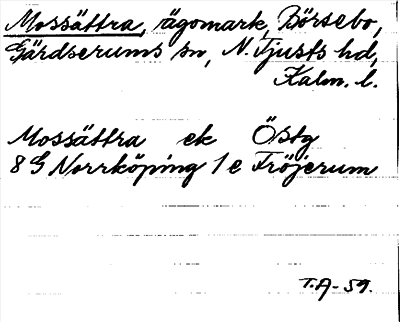 Mossättra, ägomark, Börsebo,
Gärdserums sn, N. Tjusts hd,
Kalm. l.
Mossättra ek Östg
8 G Norrköping 1 e Fröjerum
T.A- 59.